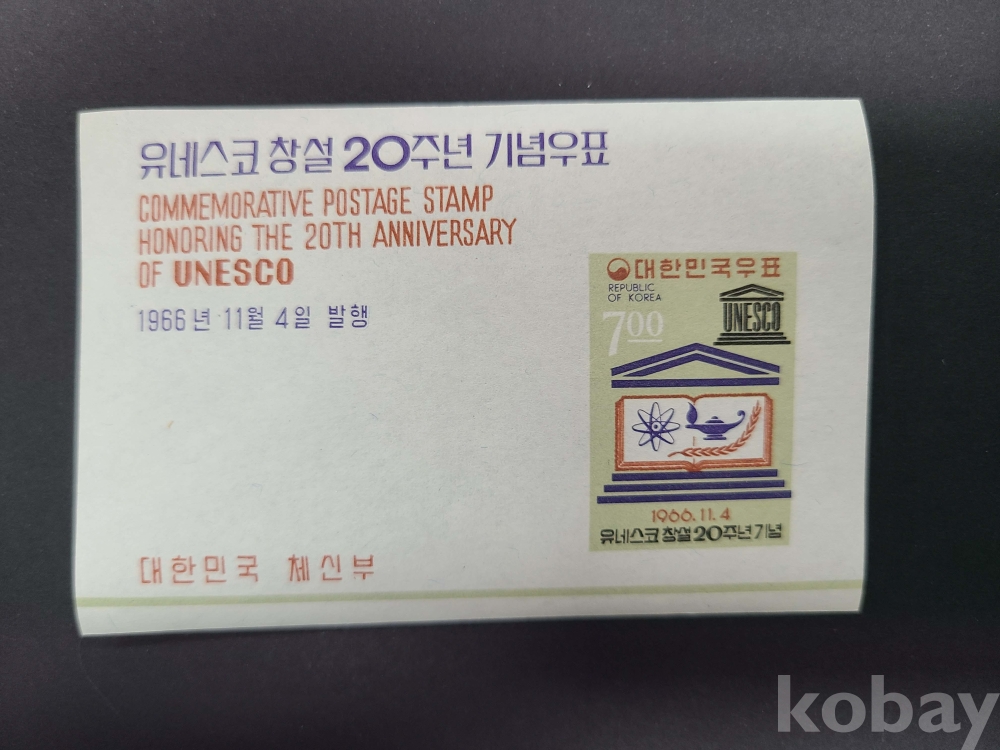 유네스코 창설 20주년 기념우표
COMMEMORATIVE POSTAGE STAMP
HONORING THE 20TH ANNIVERSARY
OF UNESCO
1966년 11월 4일 발행
대한민국우표
REPUBLIC
OF KOREA
700
UNESCO
1966.11.4
유네스코 창설 20주년 기념
대한민국 체신부
kobay